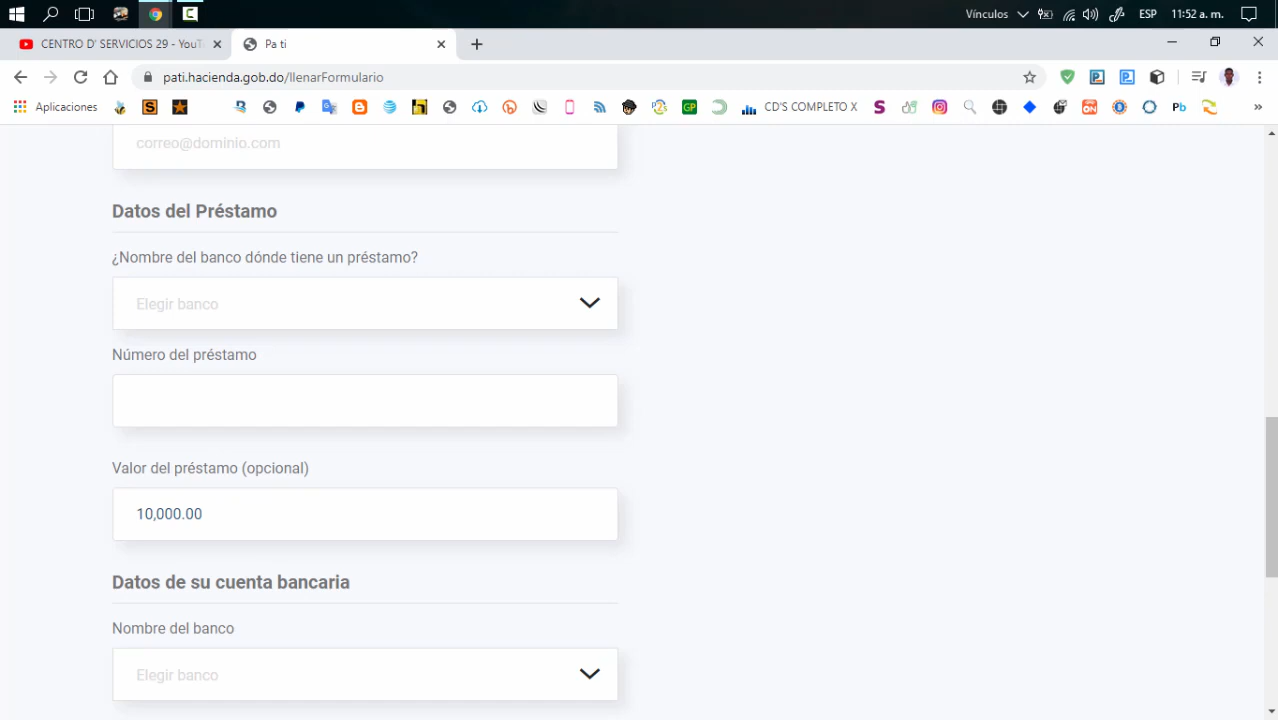 Vínculos
ESP
11:52 a. m.
CENTRO D' SERVICIOS 29 - YouT
Pa ti
pati.hacienda.gob.do/llenarFormulario
Aplicaciones
CD'S COMPLETO X
»
correo@dominio.com
Datos del Préstamo
¿Nombre del banco dónde tiene un préstamo?
Elegir banco
Número del préstamo
Valor del préstamo (opcional)
10,000.00
Datos de su cuenta bancaria
Nombre del banco
Elegir banco